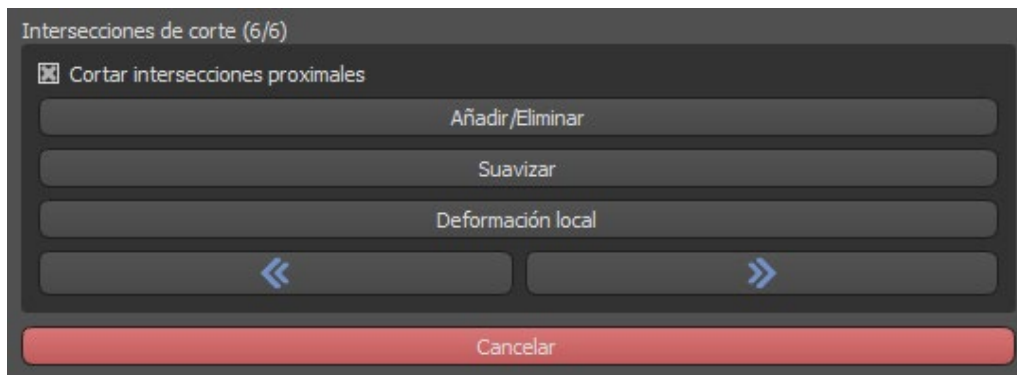 Intersecciones de corte (6/6)
Cortar intersecciones proximales
Añadir/Eliminar
Suavizar
Deformación local
Cancelar